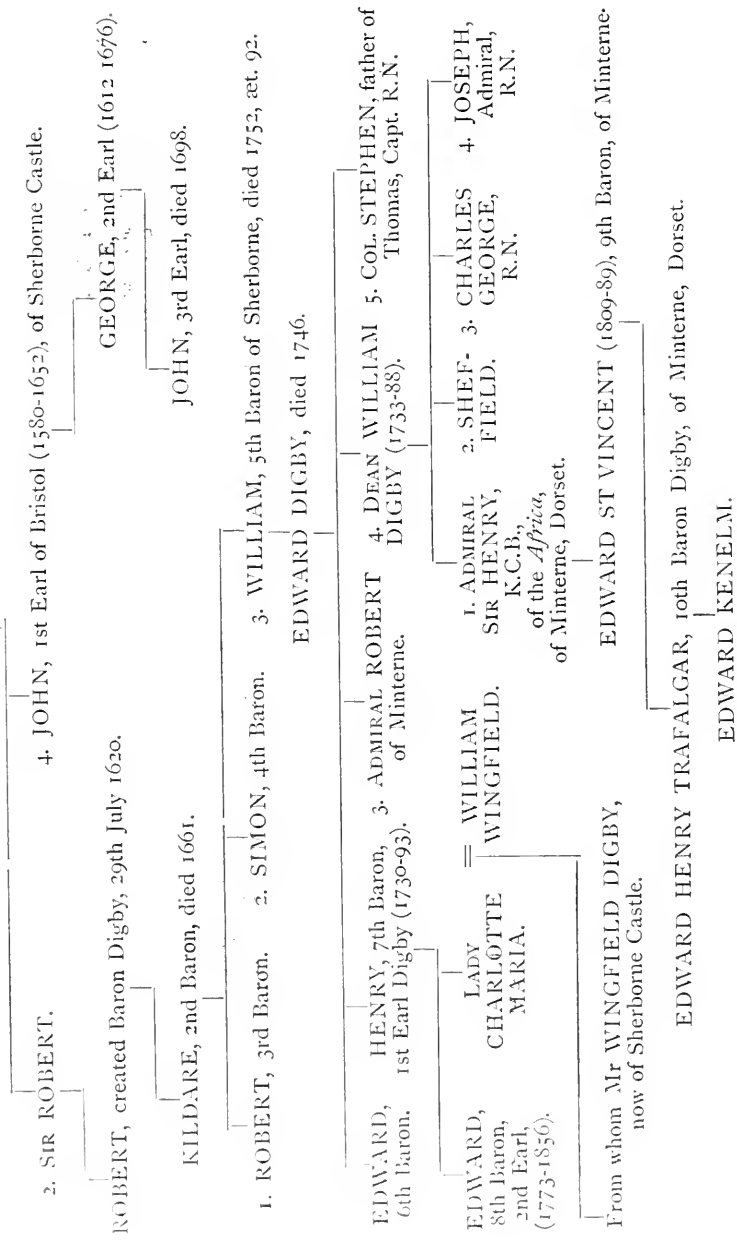 2. SIR ROBERT.
4. JOHN, 1st Earl of Bristol (1580-1652), of Sherborne Castle.
ROBERT, created Baron Digby, 29th July 1620.
GEORGE, 2nd Earl (1612 1676).
KILDARE, 2nd Baron, died 1661.
JOHN, 3rd Earl, died 1698.
1. ROBERT, 3rd Baron.
2. SIMON, 4th Baron.
3. WILLIAM, 5th Baron of Sherborne, died 1752, æt. 92.
EDWARD DIGBY, died 1746.
EDWARD,
6th Baron.
HENRY, 7th Baron,
1st Earl Digby (1730-93).
3. ADMIRAL ROBERT
of Minterne.
4. DEAN WILLIAM
DIGBY (1733-88).
5. COL. STEPHEN, father of
Thomas, Capt. R.N.
EDWARD,
8th Baron,
2nd Earl,
(1773-1856).
LADY
CHARLOTTE
MARIA.
= WILLIAM
WINGFIELD.
1. ADMIRAL
SIR HENRY,
K.C.B.,
of the Africa,
of Minterne, Dorset.
2. SHEF-
FIELD.
3. CHARLES
GEORGE,
R.N.
4. JOSEPH,
Admiral,
R.N.
From whom Mr WINGFIELD DIGBY,
now of Sherborne Castle.
EDWARD ST VINCENT (1809-89), 9th Baron, of Minterne.
EDWARD HENRY TRAFALGAR, 10th Baron Digby, of Minterne, Dorset.
EDWARD KENELM.